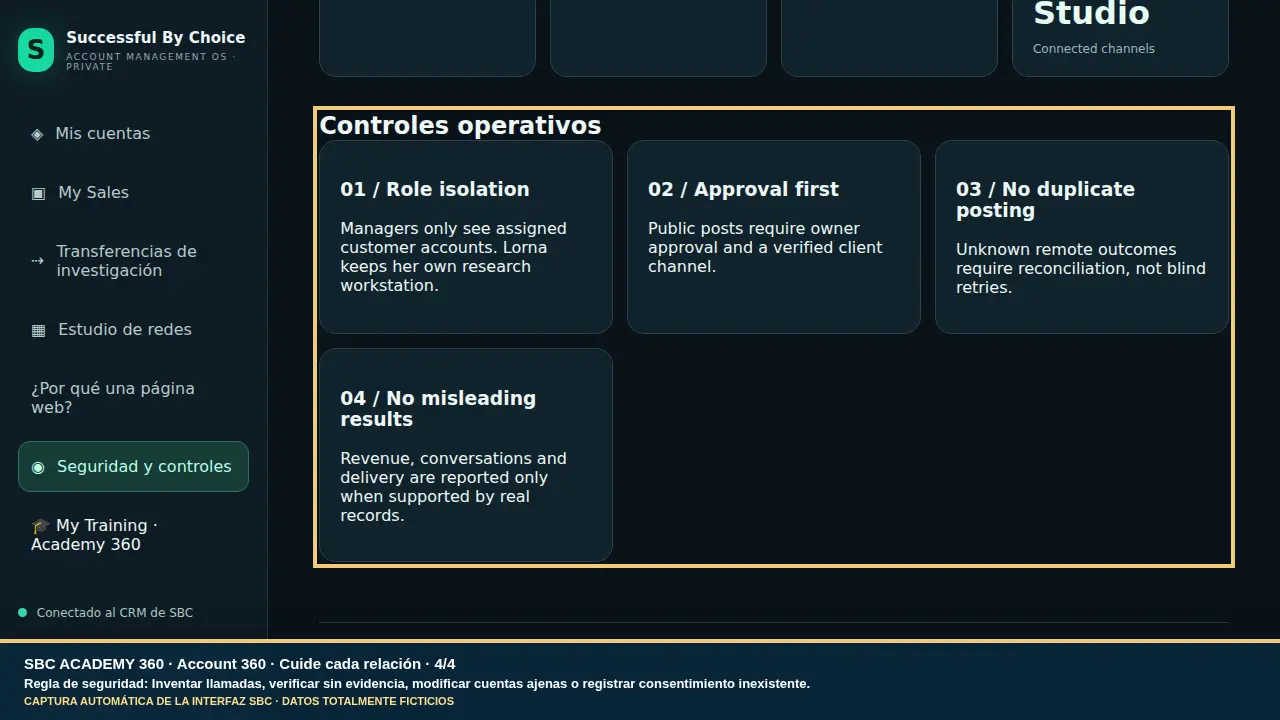 S
Successful By Choice
ACCOUNT MANAGEMENT OS ·
PRIVATE
Mis cuentas
My Sales
Transferencias de
investigación
Estudio de redes
¿Por qué una página
web?
Seguridad y controles
My Training ·
Academy 360
Conectado al CRM de SBC
Studio
Connected channels
Controles operativos
01 / Role isolation
Managers only see assigned
customer accounts. Lorna
keeps her own research
workstation.
02 / Approval first
Public posts require owner
approval and a verified client
channel.
03 / No duplicate
posting
Unknown remote outcomes
require reconciliation, not blind
retries.
04 / No misleading
results
Revenue, conversations and
delivery are reported only
when supported by real
records.
SBC ACADEMY 360 · Account 360 · Cuide cada relación · 4/4
Regla de seguridad: Inventar llamadas, verificar sin evidencia, modificar cuentas ajenas o registrar consentimiento inexistente.
CAPTURA AUTOMÁTICA DE LA INTERFAZ SBC · DATOS TOTALMENTE FICTICIOS